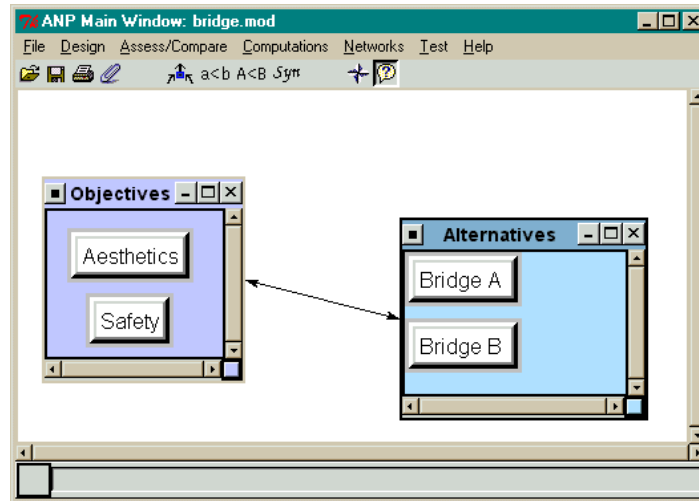 ANP Main Window: bridge.mod
File Design Assess/Compare Computations Networks Test Help
a<b A<B Syn
Objectives
Aesthetics
Safety
Alternatives
Bridge A
Bridge B